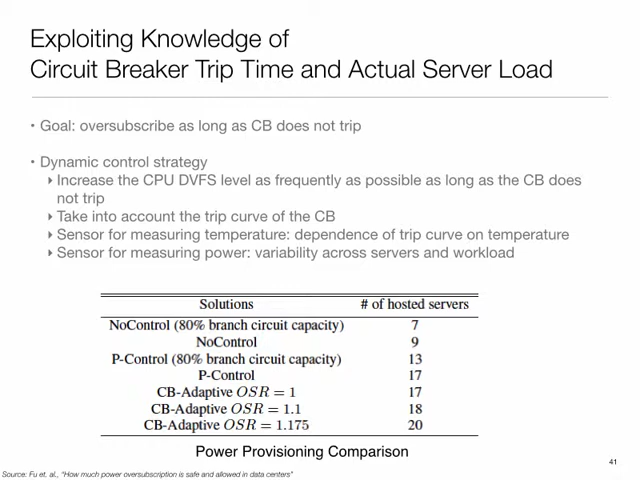 Exploiting Knowledge of
Circuit Breaker Trip Time and Actual Server Load
• Goal: oversubscribe as long as CB does not trip
• Dynamic control strategy
‣ Increase the CPU DVFS level as frequently as possible as long as the CB does
not trip
‣ Take into account the trip curve of the CB
‣ Sensor for measuring temperature: dependence of trip curve on temperature
‣ Sensor for measuring power: variability across servers and workload
Solutions # of hosted servers
NoControl (80% branch circuit capacity) 7
NoControl 9
P-Control (80% branch circuit capacity) 13
P-Control 17
CB-Adaptive OSR = 1 17
CB-Adaptive OSR = 1.1 18
CB-Adaptive OSR = 1.175 20
Power Provisioning Comparison
41
Source: Fu et, al., "How much power oversubscription is safe and allowed in data centers"